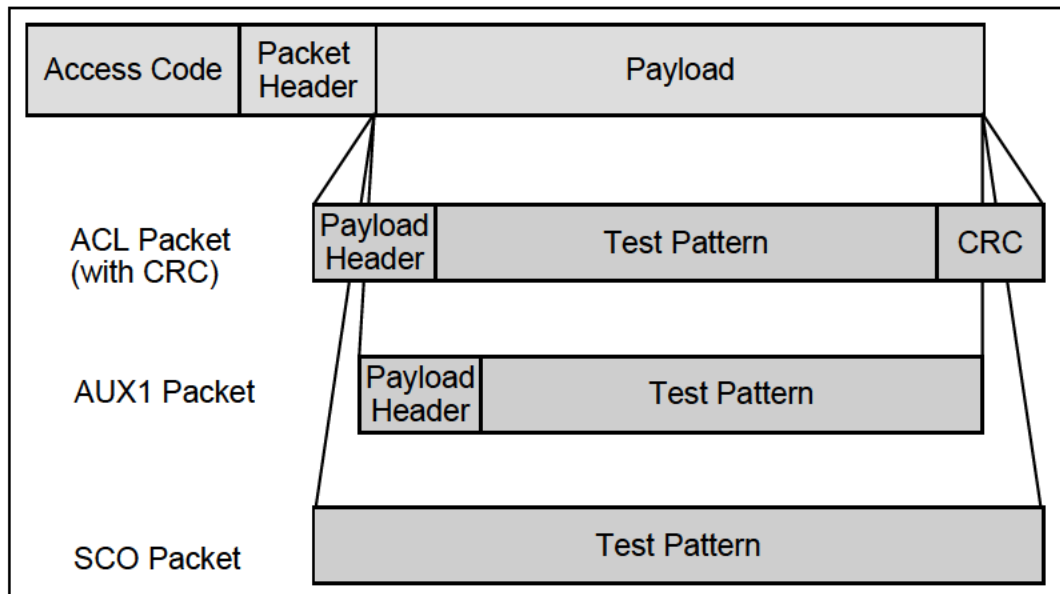 Access Code
Packet
Header
Payload
ACL Packet
(with CRC)
Payload
Header
Test Pattern
CRC
AUX1 Packet
Payload
Header
Test Pattern
SCO Packet
Test Pattern